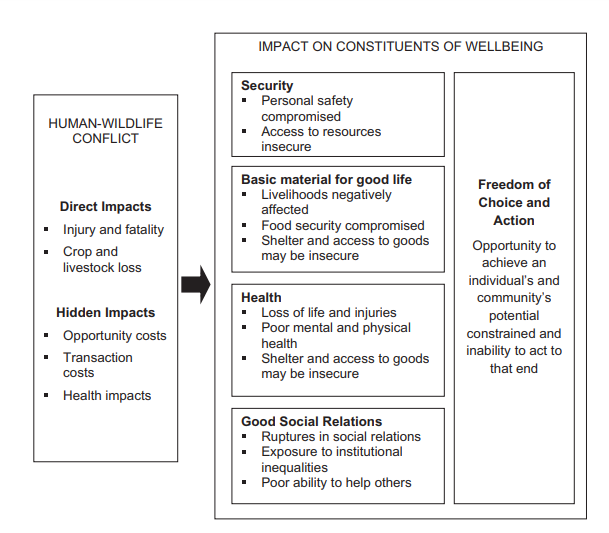 IMPACT ON CONSTITUENTS OF WELLBEING
HUMAN-WILDLIFE
CONFLICT
Direct Impacts
▪ Injury and fatality
▪ Crop and
livestock loss
Hidden Impacts
▪ Opportunity costs
▪ Transaction
costs
▪ Health impacts
Security
▪ Personal safety
compromised
▪ Access to resources
insecure
Basic material for good life
▪ Livelihoods negatively
affected
▪ Food security compromised
▪ Shelter and access to goods
may be insecure
Health
▪ Loss of life and injuries
▪ Poor mental and physical
health
▪ Shelter and access to goods
may be insecure
Good Social Relations
▪ Ruptures in social relations
▪ Exposure to institutional
inequalities
▪ Poor ability to help others
Freedom of
Choice and
Action
Opportunity to
achieve an
individual's and
community's
potential
constrained and
inability to act to
that end